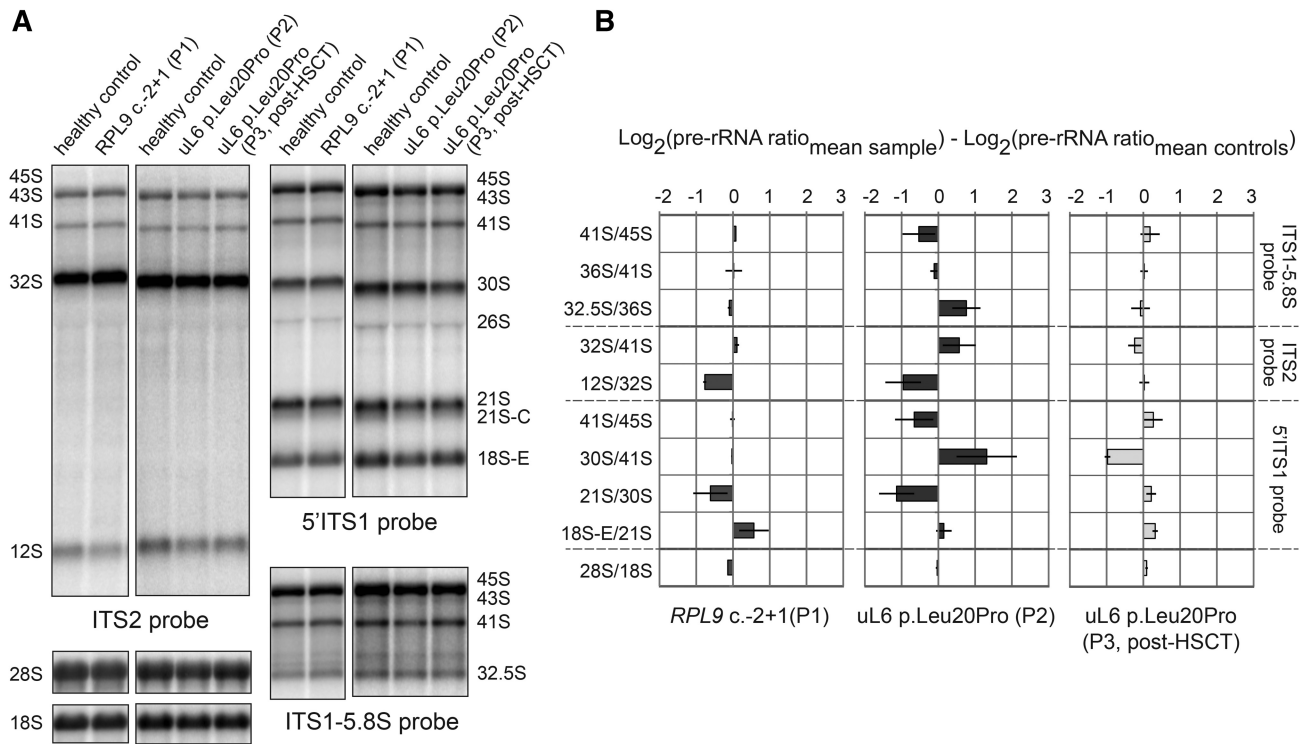 A
healthy control
RPL9 c.-2+1 (P1)
healthy control
uL6 p.Leu20Pro (P2)
uL6 p.Leu20Pro
(P3, post-HSCT)
healthy control
RPL9 c.-2+1 (P1)
healthy control
uL6 p.Leu20Pro (P2)
uL6 p.Leu20Pro
(P3, post-HSCT)
45S
43S
41S
32S
12S
ITS2 probe
28S
18S
45S
43S
41S
30S
26S
21S
21S-C
18S-E
5'ITS1 probe
45S
43S
41S
32.5S
ITS1-5.8S probe
B
Log2(pre-rRNA ratio mean sample) - Log2(pre-rRNA ratio mean controls)
-2 -1 0 1 2 3 -2 -1 0 1 2 3 -2 -1 0 1 2 3
41S/45S
36S/41S
32.5S/36S
32S/41S
12S/32S
41S/45S
30S/41S
21S/30S
18S-E/21S
28S/18S
ITS1-5.8S
probe
ITS2
probe
5'ITS1 probe
RPL9 c.-2+1(P1)
uL6 p.Leu20Pro (P2)
uL6 p.Leu20Pro
(P3, post-HSCT)